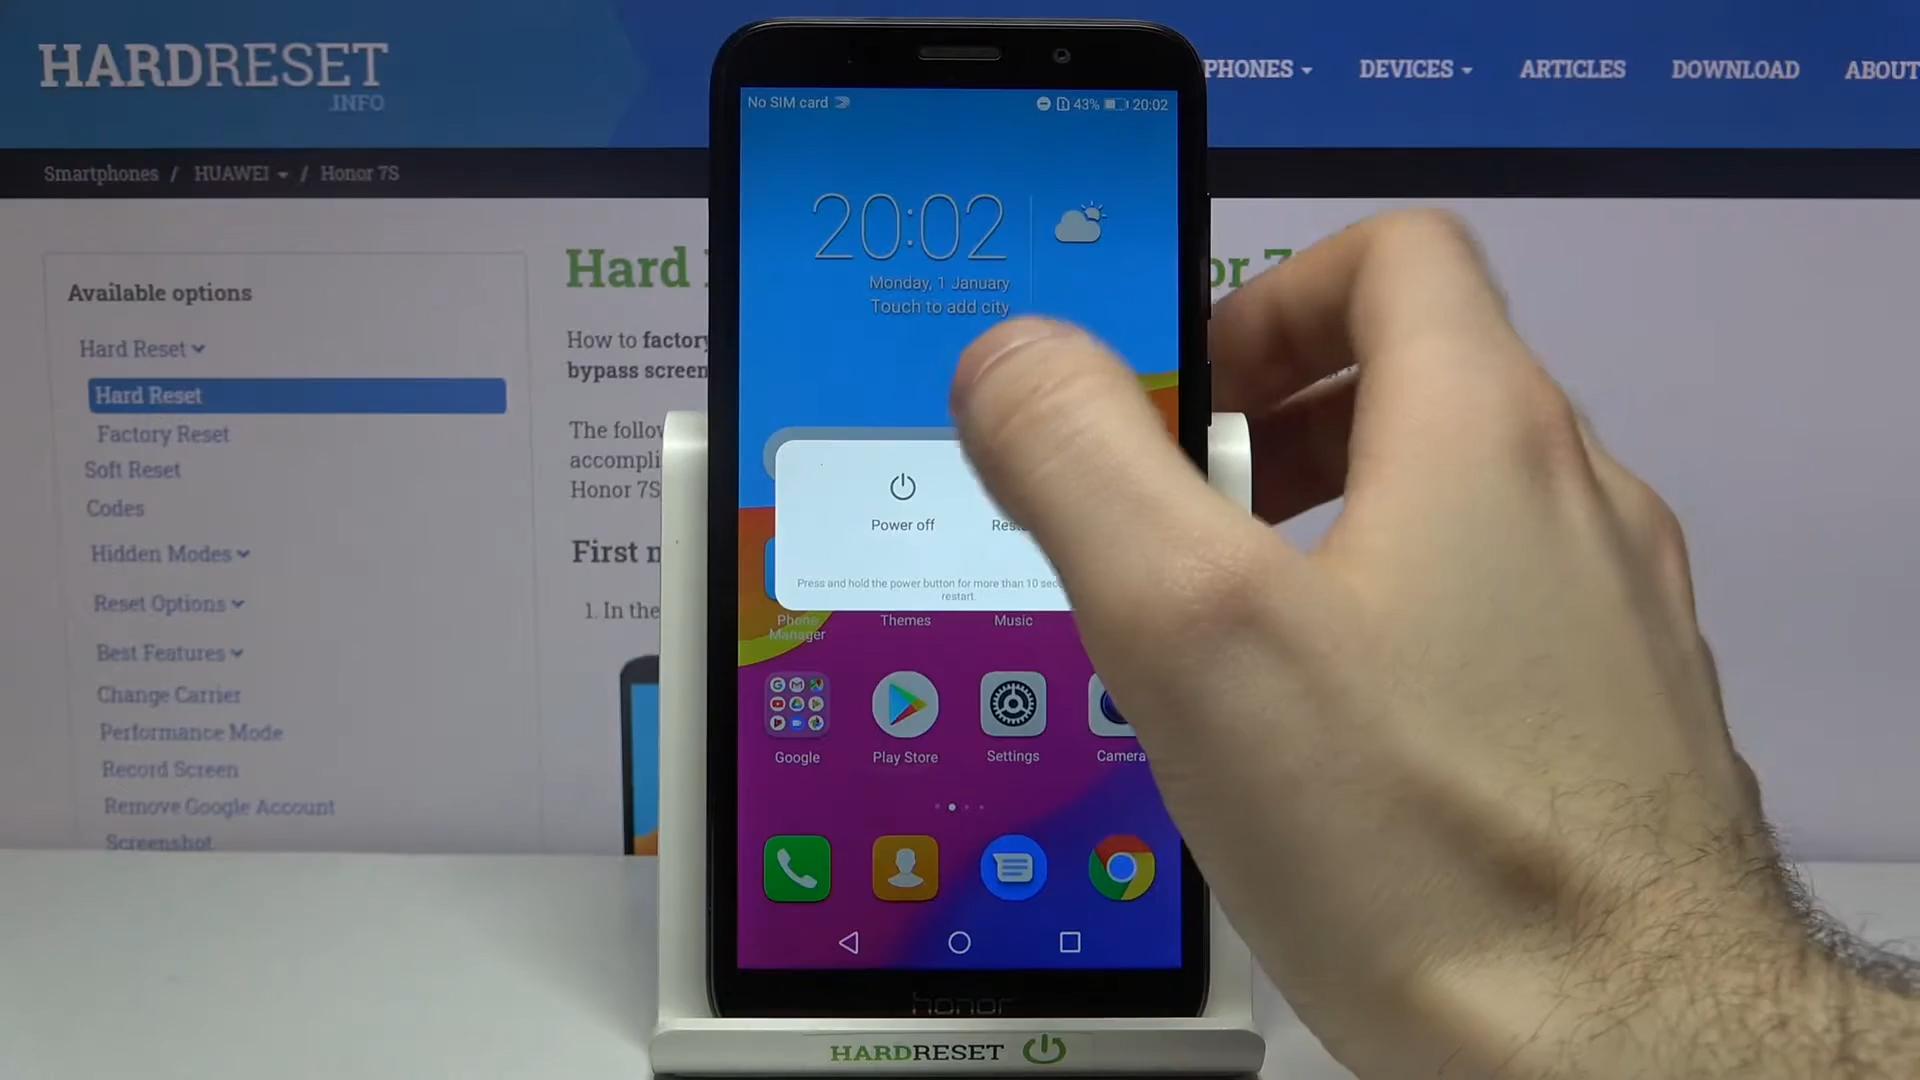 HARDRESET
.INFO
PHONES
DEVICES
ARTICLES
DOWNLOAD
ABOUT
Smartphones / HUAWEI / Honor 7S
Available options
Hard Reset
Hard Reset
Factory Reset
Soft Reset
Codes
Hidden Modes
Reset Options
Best Features
Change Carrier
Performance Mode
Record Screen
Remove Google Account
Screenshot
Hard
or
How to factory
bypass screen
The
Honor 7S
First
1. In the
No SIM card
43% 20:02
20:02
Monday, 1 January
Touch to add city
Power off
Press and hold the power button for more than 10
restart.
Phone
Manager
Themes
Music
Google
Play Store
Settings
Camera
honor
HARDRESET